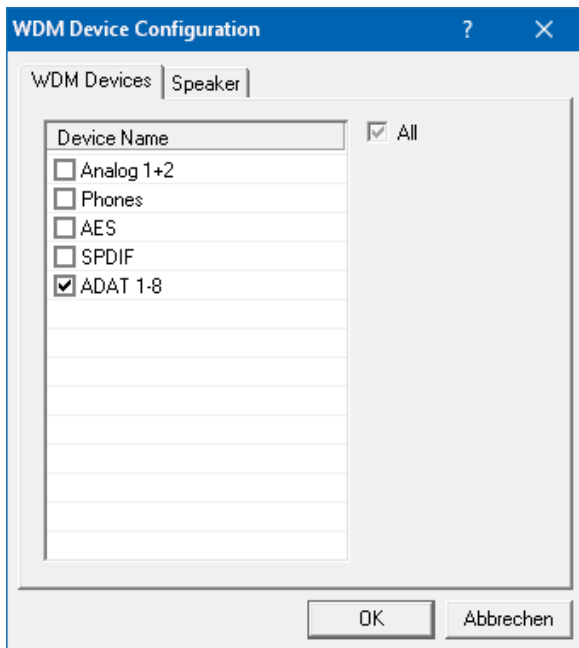 WDM Device Configuration ? ×
WDM Devices Speaker
Device Name
All
Analog 1+2
Phones
AES
SPDIF
ADAT 1-8
OK Abbrechen